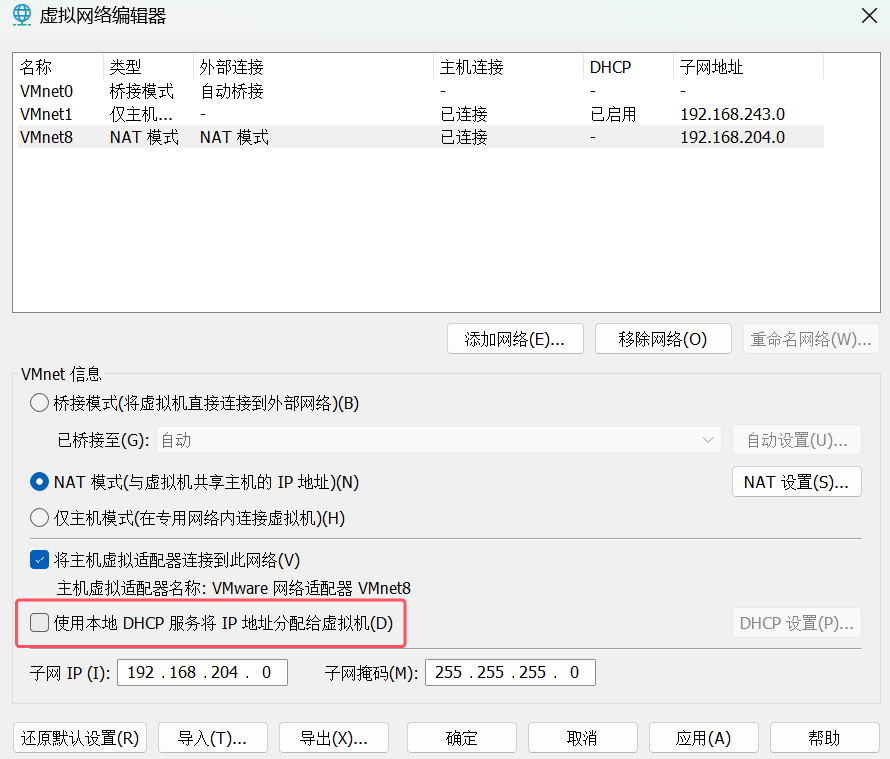 虚拟网络编辑器
名称 类型 外部连接 主机连接 DHCP 子网地址
VMnet0 桥接模式 自动桥接 - - -
VMnet1 仅主机... - 已连接 已启用 192.168.243.0
VMnet8 NAT 模式 NAT 模式 已连接 - 192.168.204.0
添加网络(E)... 移除网络(O) 重命名网络(W)...
VMnet 信息
桥接模式(将虚拟机直接连接到外部网络)(B)
已桥接至(G): 自动 自动设置(U)...
NAT 模式(与虚拟机共享主机的 IP 地址)(N) NAT 设置(S)...
仅主机模式(在专用网络内连接虚拟机)(H)
将主机虚拟适配器连接到此网络(V)
主机虚拟适配器名称: VMware 网络适配器 VMnet8
使用本地 DHCP 服务将 IP 地址分配给虚拟机(D) DHCP 设置(P)...
子网 IP (I): 192 . 168 . 204 . 0 子网掩码(M): 255 . 255 . 255 . 0
还原默认设置(R) 导入(T)... 导出(X)... 确定 取消 应用(A) 帮助